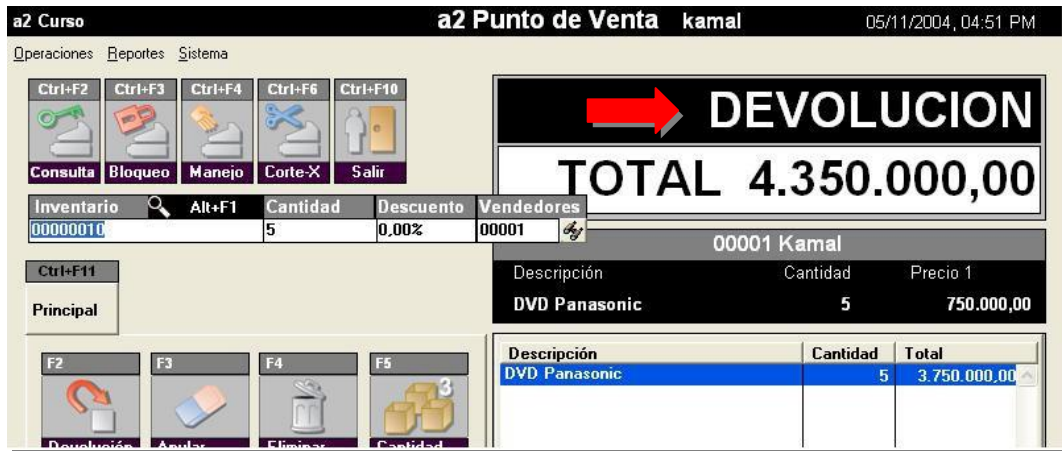 a2 Curso a2 Punto de Venta kamal 05/11/2004, 04:51 PM
Operaciones Reportes Sistema
Ctrl+F2 Ctrl+F3 Ctrl+F4 Ctrl+F6 Ctrl+F10
Consulta Bloqueo Manejo Corte-X Salir
DEVOLUCION
TOTAL 4.350.000,00
Inventario Alt+F1 Cantidad Descuento Vendedores
00000010 5 0,00% 00001
00001 Kamal
Descripción Cantidad Precio 1
DVD Panasonic 5 750.000,00
Ctrl+F11
Principal
Descripción Cantidad Total
DVD Panasonic 5 3.750.000,00
F2 F3 F4 F5
3
Devolución Anular Eliminar Cantidad